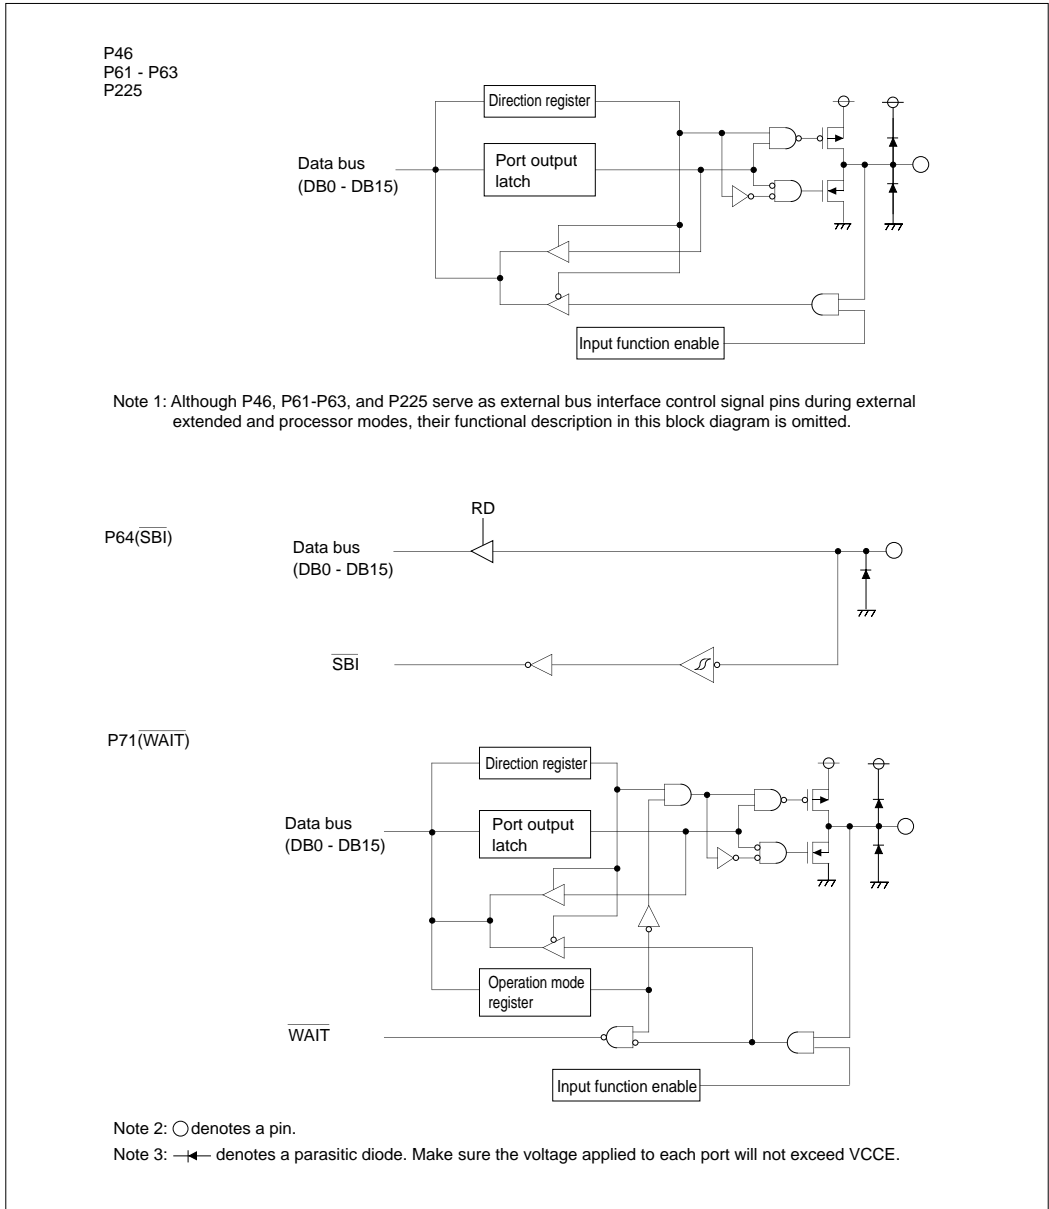 P46
P61 - P63
P225
Direction register
Data bus
(DB0 - DB15)
Port output
latch
Input function enable
Note 1: Although P46, P61-P63, and P225 serve as external bus interface control signal pins during external
extended and processor modes, their functional description in this block diagram is omitted.
RD
P64(S̅B̅I̅)
Data bus
(DB0 - DB15)
S̅B̅I̅
P71(W̅A̅I̅T̅)
Direction register
Data bus
(DB0 - DB15)
Port output
latch
Operation mode
register
W̅A̅I̅T̅
Input function enable
Note 2: ◯ denotes a pin.
Note 3: denotes a parasitic diode. Make sure the voltage applied to each port will not exceed VCCE.